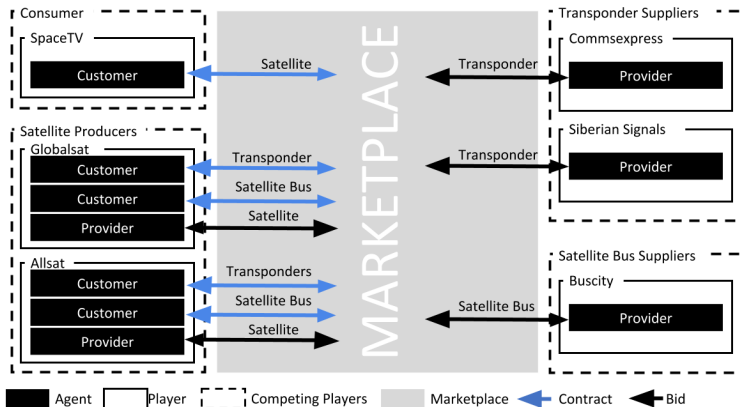 Consumer
SpaceTV
Customer
Satellite
Satellite Producers
Globalsat
Customer
Transponder
Customer
Satellite Bus
Provider
Satellite
Allsat
Customer
Transponders
Customer
Satellite Bus
Provider
Satellite
MARKETPLACE
Transponder Suppliers
Commsexpress
Transponder
Provider
Siberian Signals
Transponder
Provider
Satellite Bus Suppliers
Buscity
Satellite Bus
Provider
Agent
Player
Competing Players
Marketplace
Contract
Bid